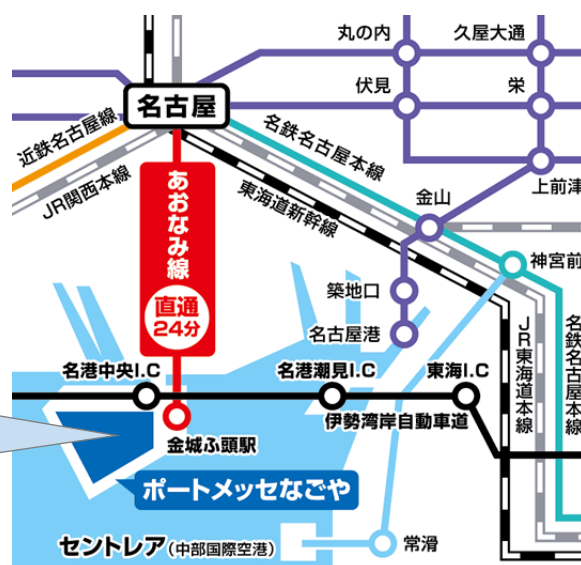 丸の内
久屋大通
伏見
栄
名古屋
近鉄名古屋線
JR関西本線
あおなみ線
直通
24分
東海道新幹線
名鉄名古屋本線
金山
上前津
神宮前
築地口
名古屋港
JR東海道本線
名鉄名古屋本線
名港中央I.C
名港潮見I.C
東海I.C
伊勢湾岸自動車道
金城ふ頭駅
ポートメッセなごや
セントレア(中部国際空港)
常滑